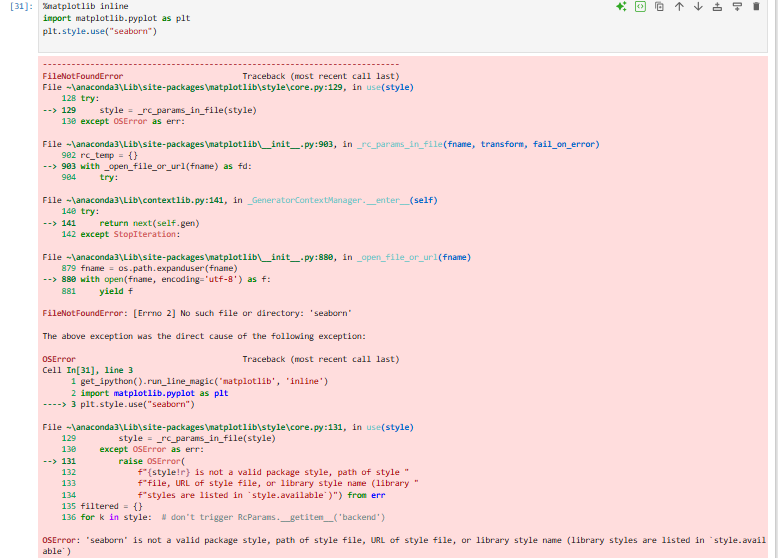 [31]: %matplotlib inline
import matplotlib.pyplot as plt
plt.style.use("seaborn")
---------------------------------------------------------------------------
FileNotFoundError                         Traceback (most recent call last)
File ~\anaconda3\Lib\site-packages\matplotlib\style\core.py:129, in use(style)
128 try:
--> 129     style = _rc_params_in_file(style)
130 except OSError as err:
File ~\anaconda3\Lib\site-packages\matplotlib\__init__.py:903, in _rc_params_in_file(fname, transform, fail_on_error)
902 rc_temp = {}
--> 903 with _open_file_or_url(fname) as fd:
904     try:
File ~\anaconda3\Lib\contextlib.py:141, in _GeneratorContextManager.__enter__(self)
140 try:
--> 141     return next(self.gen)
142 except StopIteration:
File ~\anaconda3\Lib\site-packages\matplotlib\__init__.py:880, in _open_file_or_url(fname)
879 fname = os.path.expanduser(fname)
--> 880 with open(fname, encoding='utf-8') as f:
881     yield f
FileNotFoundError: [Errno 2] No such file or directory: 'seaborn'
The above exception was the direct cause of the following exception:
OSError                                   Traceback (most recent call last)
Cell In[31], line 3
1 get_ipython().run_line_magic('matplotlib', 'inline')
2 import matplotlib.pyplot as plt
----> 3 plt.style.use("seaborn")
File ~\anaconda3\Lib\site-packages\matplotlib\style\core.py:131, in use(style)
129         style = _rc_params_in_file(style)
130     except OSError as err:
--> 131         raise OSError(
132             f"{style!r} is not a valid package style, path of style "
133             f"file, URL of style file, or library style name (library "
134             f"styles are listed in `style.available`)") from err
135 filtered = {}
136 for k in style:  # don't trigger RcParams.__getitem__('backend')
OSError: 'seaborn' is not a valid package style, path of style file, URL of style file, or library style name (library styles are listed in `style.avail
able`)